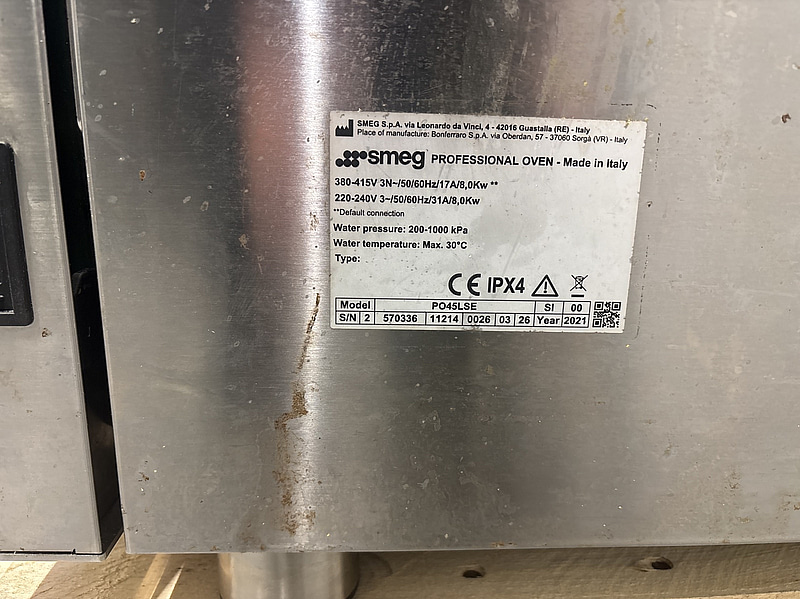 SMEG S.p.A. via Leonardo da Vinci, 4 - 42016 Guastalla (RE) - Italy
Place of manufacture: Bonferraro S.p.A. via Oberdan, 57 - 37060 Sorgà (VR) - Italy
smeg PROFESSIONAL OVEN - Made in Italy
380-415V 3N~/50/60Hz/17A/8,0Kw **
220-240V 3~/50/60Hz/31A/8,0Kw
**Default connection
Water pressure: 200-1000 kPa
Water temperature: Max. 30°C
Type:
CE IPX4
Model PO45LSE SI 00
S/N 2 570336 11214 0026 03 26 Year 2021